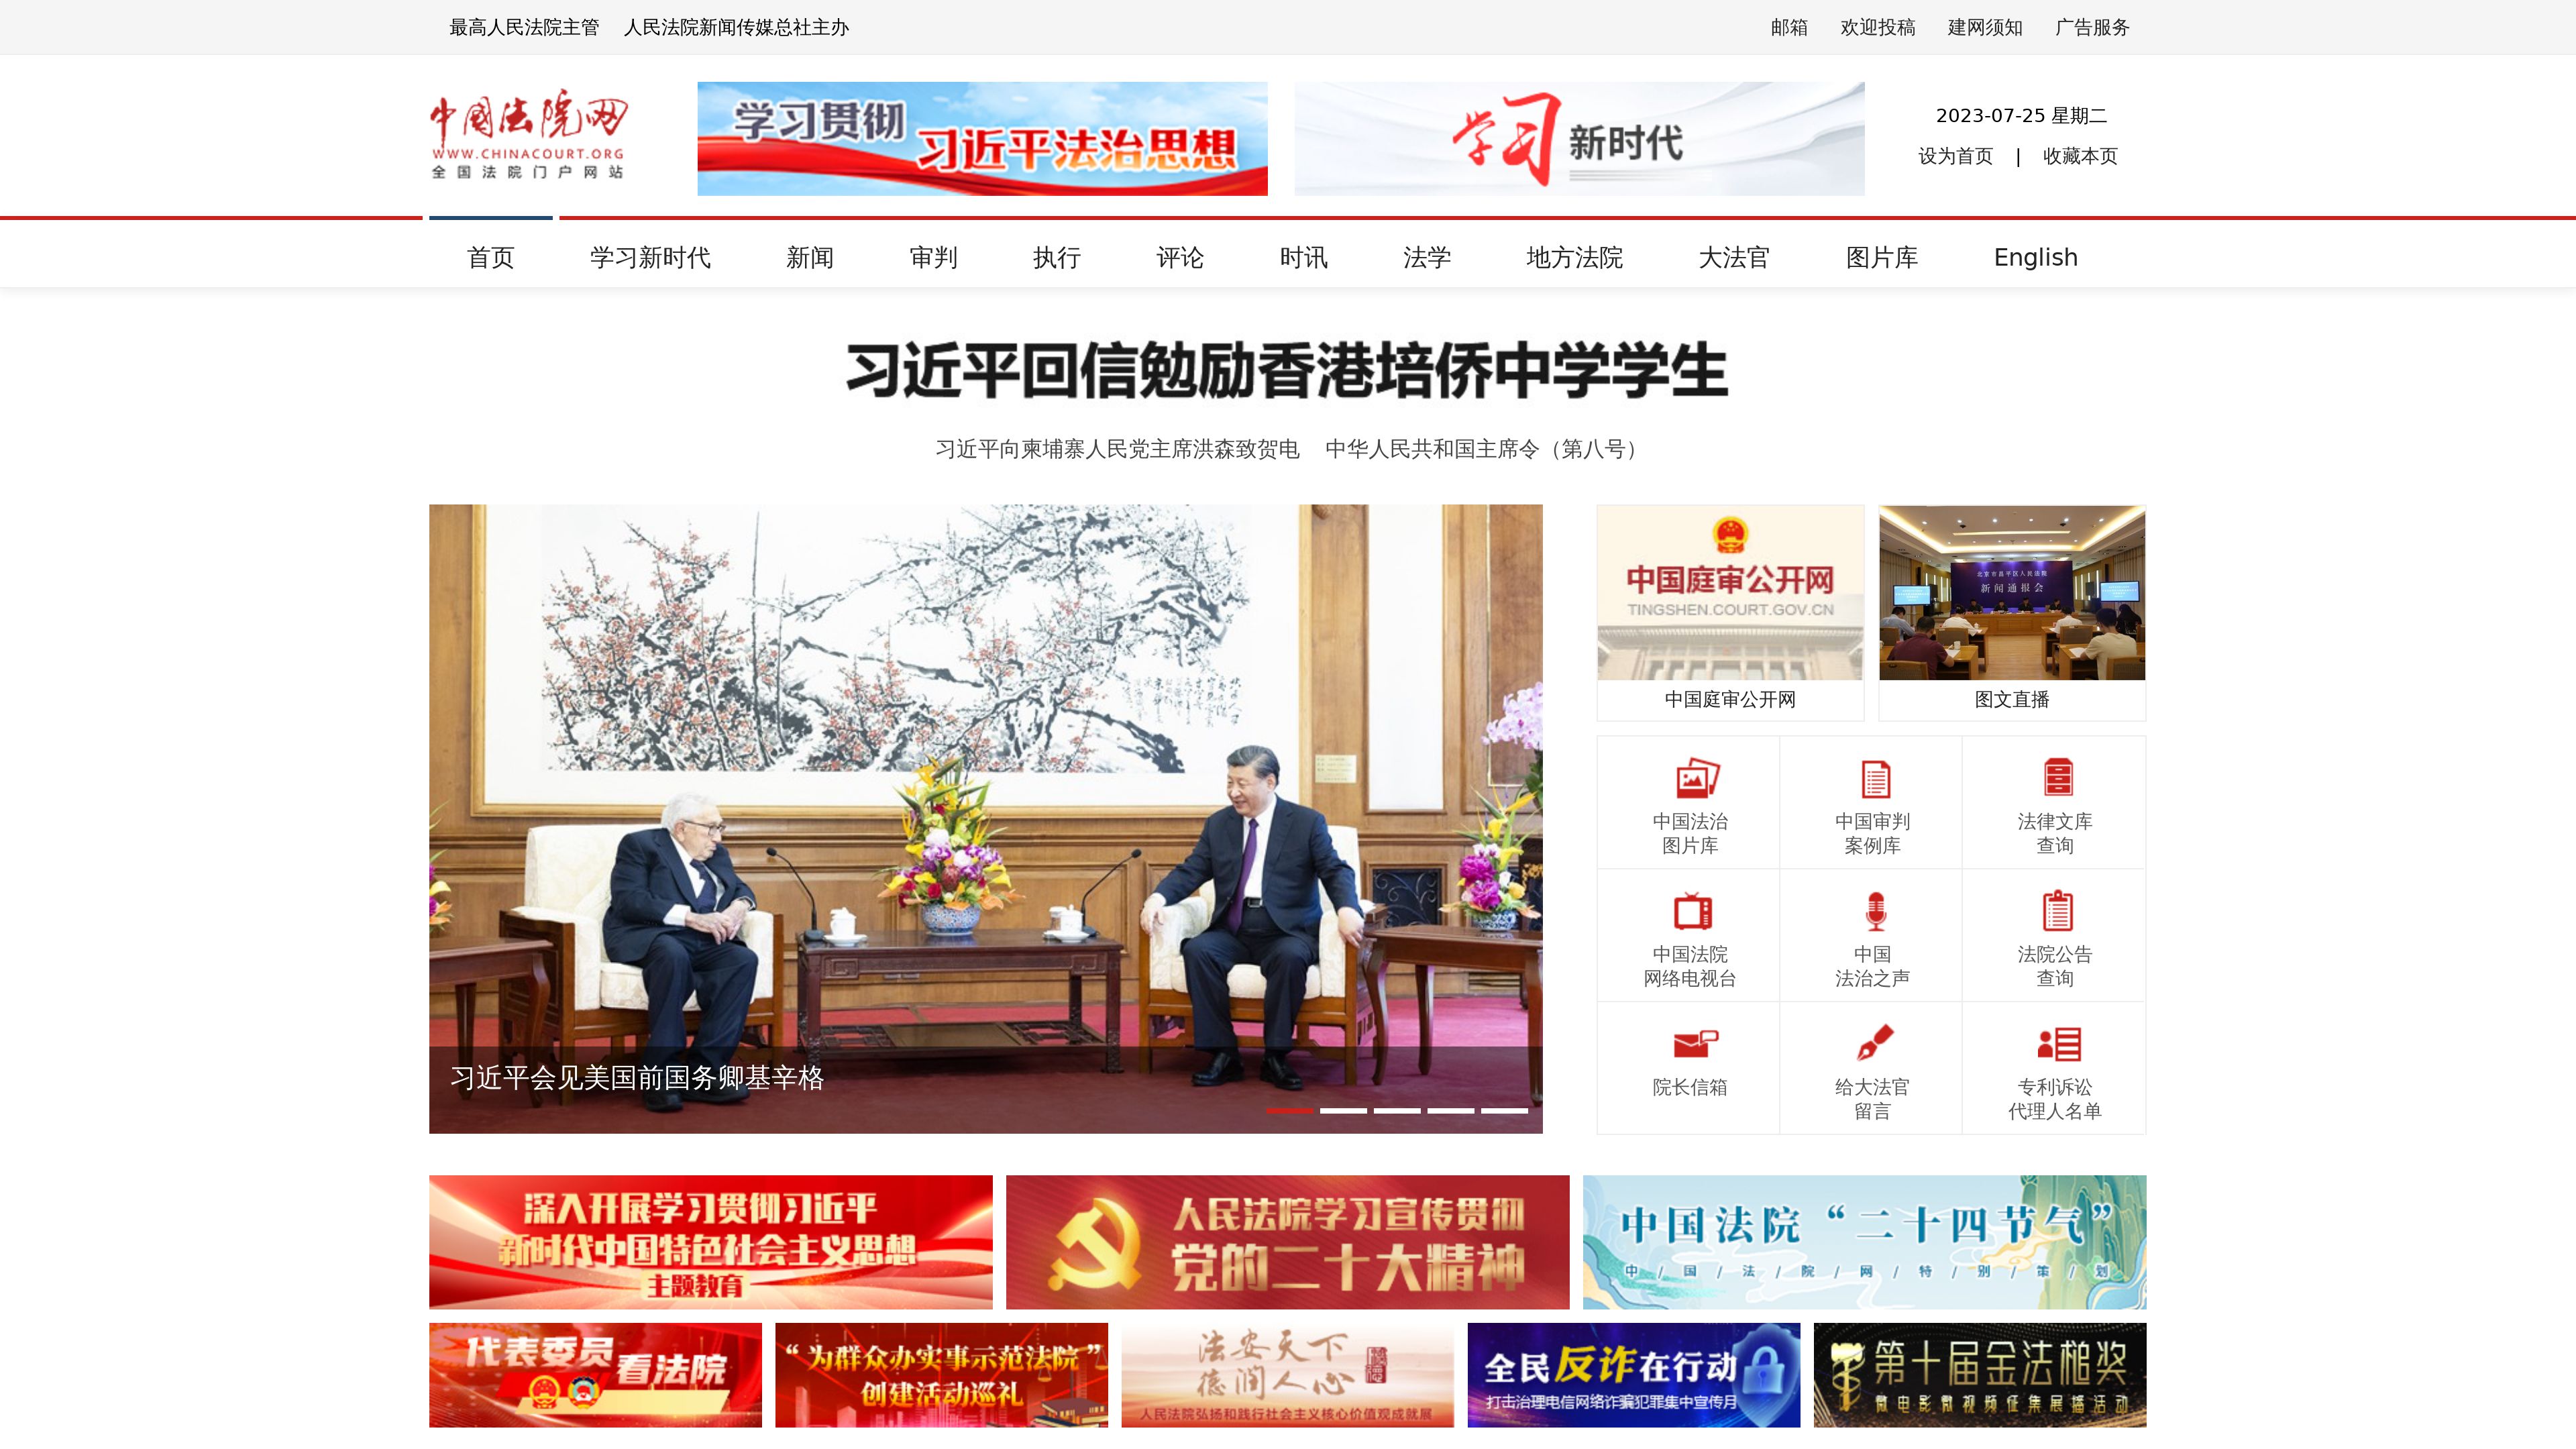 最高人民法院主管 人民法院新闻传媒总社主办
邮箱 欢迎投稿 建网须知 广告服务
中国法院网
WWW.CHINACOURT.ORG
全国法院门户网站
学习贯彻
习近平法治思想
学习 新时代
2023-07-25 星期二
设为首页 | 收藏本页
首页 学习新时代 新闻 审判 执行 评论 时讯 法学 地方法院 大法官 图片库 English
习近平回信勉励香港培侨中学学生
习近平向柬埔寨人民党主席洪森致贺电 中华人民共和国主席令（第八号）
习近平会见美国前国务卿基辛格
中国庭审公开网
TINGSHEN.COURT.GOV.CN
中国庭审公开网
北京市昌平区人民法院
新闻通报会
图文直播
中国法治
图片库
中国审判
案例库
法律文库
查询
中国法院
网络电视台
中国
法治之声
法院公告
查询
院长信箱
给大法官
留言
专利诉讼
代理人名单
深入开展学习贯彻习近平
新时代中国特色社会主义思想
主题教育
人民法院学习宣传贯彻
党的二十大精神
中国法院“二十四节气”
中/国/法/院/网/特/别/策/划
代表委员
看法院
“为群众办实事示范法院”
创建活动巡礼
法安天下
德润人心
人民法院弘扬和践行社会主义核心价值观成就展
全民反诈在行动
打击治理电信网络诈骗犯罪集中宣传月
第十届金法槌奖
微电影微视频征集展播活动